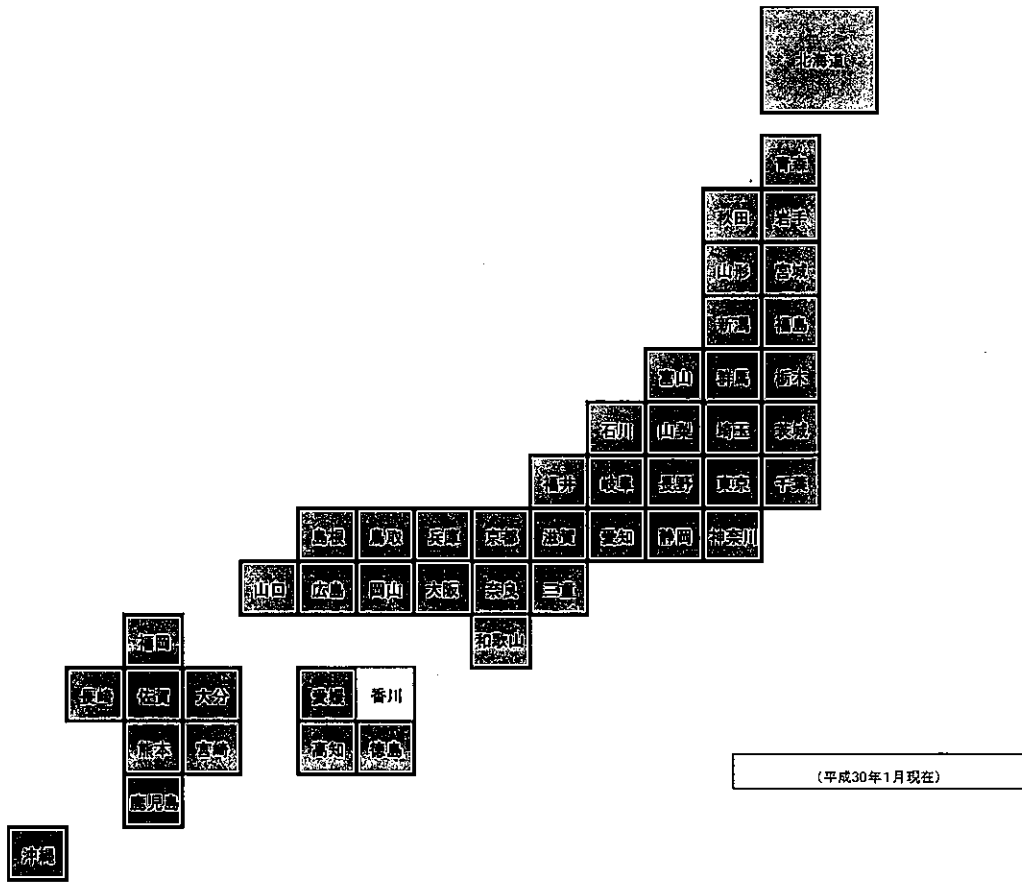 北海道
青森
秋田 岩手
山形 宮城
新潟 福島
富山 群馬 栃木
石川 山梨 埼玉 茨城
福井 岐阜 長野 東京 千葉
島根 鳥取 兵庫 京都 滋賀 愛知 静岡 神奈川
山口 広島 岡山 大阪 奈良 三重
福岡 和歌山
長崎 佐賀 大分 愛媛 香川
熊本 宮崎 高知 徳島
(平成30年1月現在)
鹿児島
沖縄